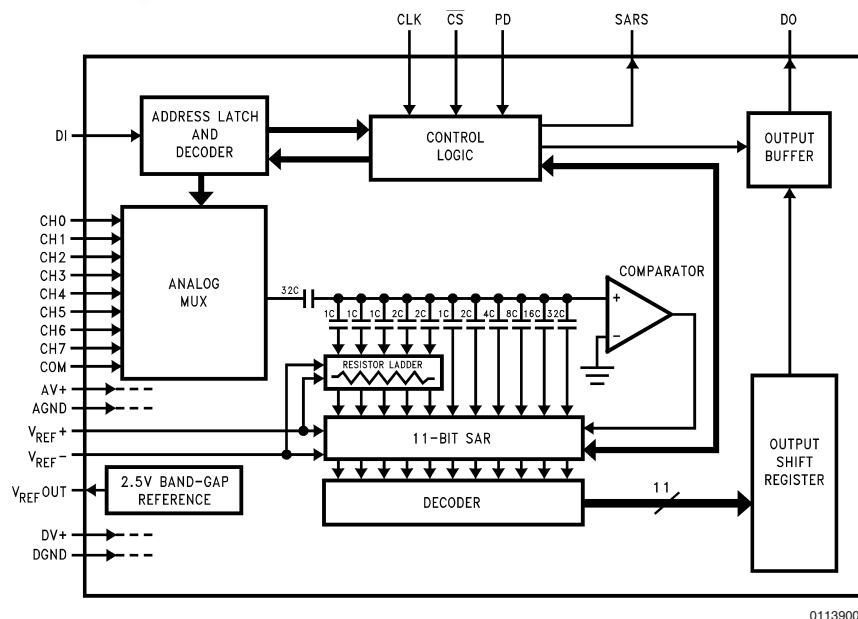 CLK CS PD SARS DO
DI
ADDRESS LATCH
AND
DECODER
CONTROL
LOGIC
OUTPUT
BUFFER
CH0
CH1
CH2
CH3
CH4
CH5
CH6
CH7
COM
AV+
AGND
VREF+
VREF-
VREFOUT
DV+
DGND
ANALOG
MUX
32C
COMPARATOR
+
-
1C 1C 1C 2C 2C 1C 2C 4C 8C 16C 32C
RESISTOR LADDER
11-BIT SAR
2.5V BAND-GAP
REFERENCE
DECODER
11
OUTPUT
SHIFT
REGISTER
0113900